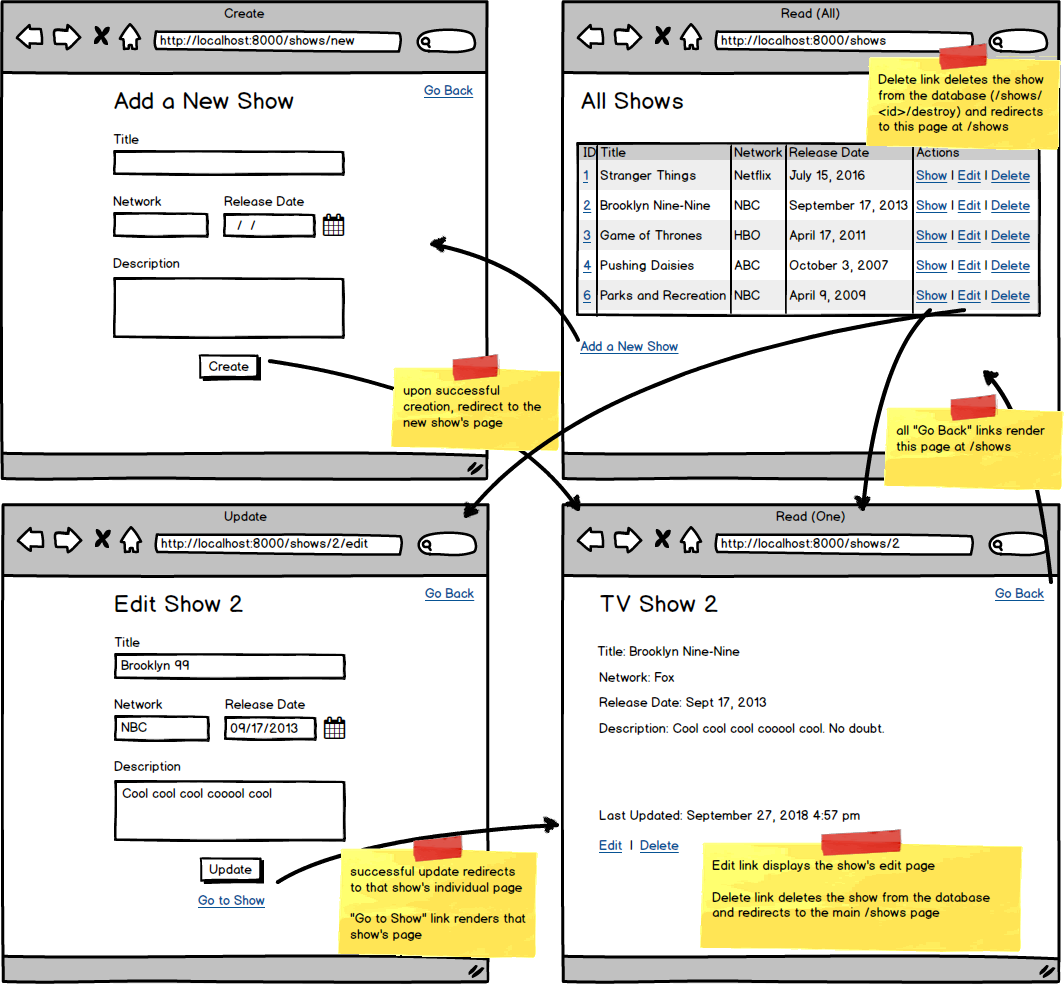 Create
http://localhost:8000/shows/new
Go Back
Add a New Show
Title
Network
Release Date
/ /
Description
Create
upon successful
creation, redirect to the
new show's page
Read (All)
http://localhost:8000/shows
Delete link deletes the show
from the database (/shows/
<id>/destroy) and redirects
to this page at /shows
All Shows
ID Title Network Release Date Actions
1 Stranger Things Netflix July 15, 2016 Show | Edit | Delete
2 Brooklyn Nine-Nine NBC September 17, 2013 Show | Edit | Delete
3 Game of Thrones HBO April 17, 2011 Show | Edit | Delete
4 Pushing Daisies ABC October 3, 2007 Show | Edit | Delete
6 Parks and Recreation NBC April 9, 2009 Show | Edit | Delete
Add a New Show
all "Go Back" links render
this page at /shows
Update
http://localhost:8000/shows/2/edit
Go Back
Edit Show 2
Title
Brooklyn 99
Network
Release Date
NBC
09/17/2013
Description
Cool cool cool cooool cool
Update
Go to Show
successful update redirects
to that show's individual page
"Go to Show" link renders that
show's page
Read (One)
http://localhost:8000/shows/2
Go Back
TV Show 2
Title: Brooklyn Nine-Nine
Network: Fox
Release Date: Sept 17, 2013
Description: Cool cool cool cooool cool. No doubt.
Last Updated: September 27, 2018 4:57 pm
Edit | Delete
Edit link displays the show's edit page
Delete link deletes the show from the database
and redirects to the main /shows page